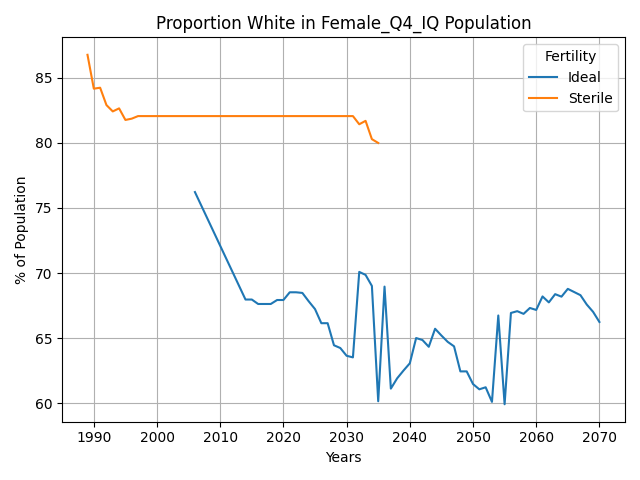 Proportion White in Female_Q4_IQ Population
Fertility
Ideal
Sterile
% of Population
85
80
75
70
65
60
1990
2000
2010
2020
2030
2040
2050
2060
2070
Years